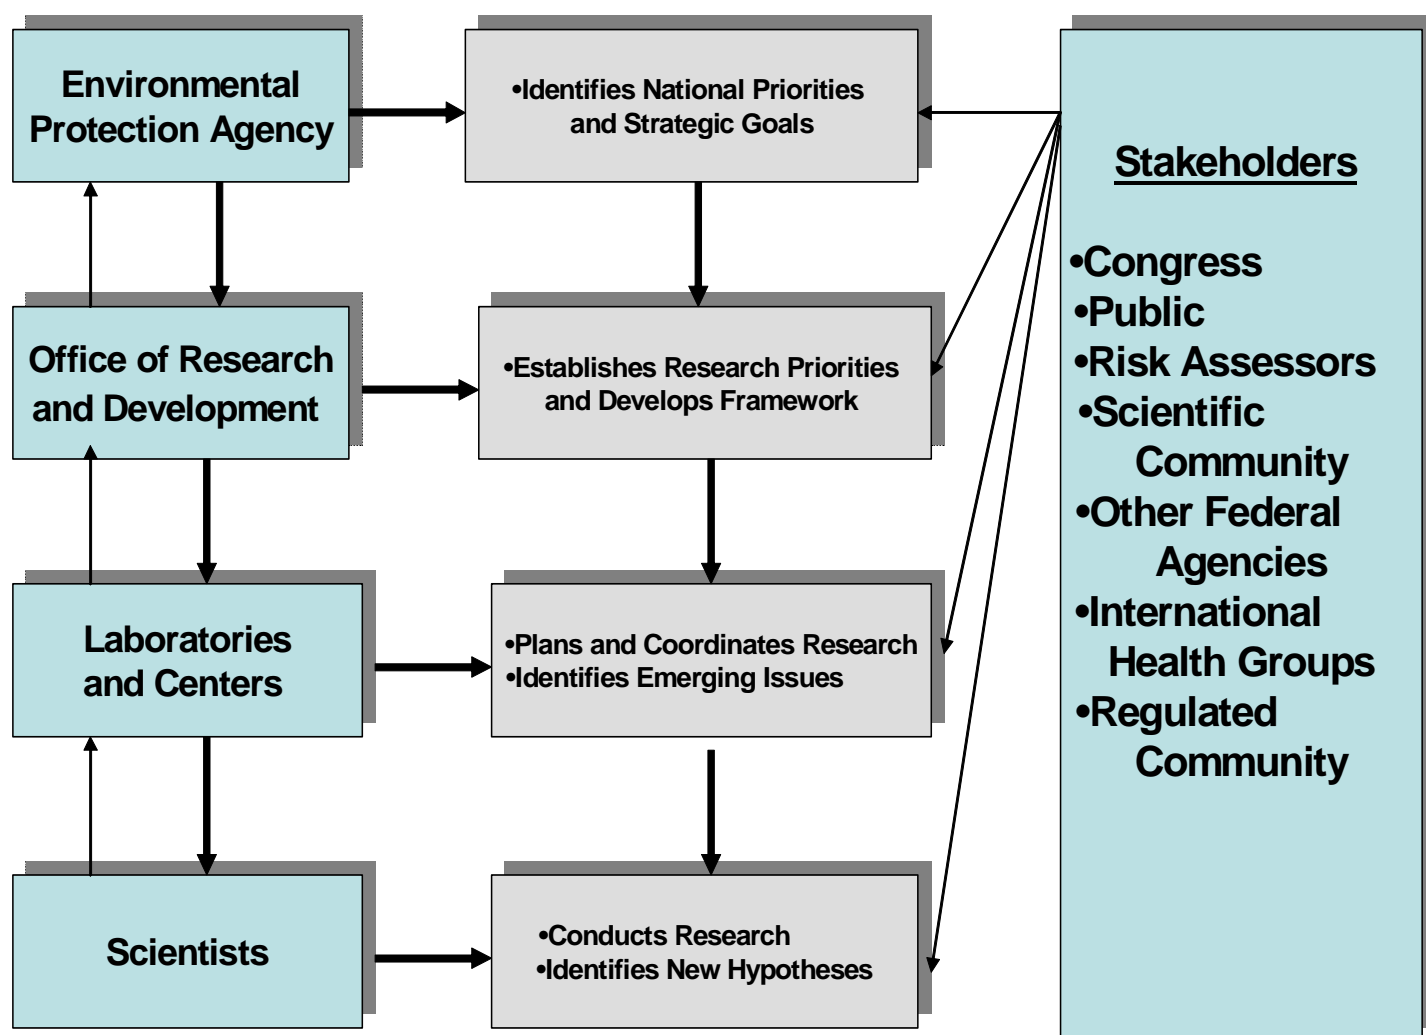 Environmental
Protection Agency
•Identifies National Priorities
and Strategic Goals
Office of Research
and Development
•Establishes Research Priorities
and Develops Framework
Laboratories
and Centers
•Plans and Coordinates Research
•Identifies Emerging Issues
Scientists
•Conducts Research
•Identifies New Hypotheses
Stakeholders
•Congress
•Public
•Risk Assessors
•Scientific
Community
•Other Federal
Agencies
•International
Health Groups
•Regulated
Community